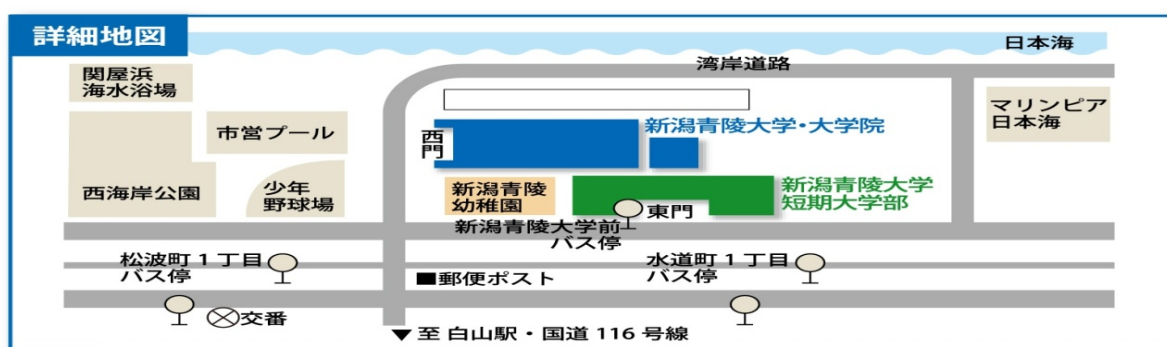 詳細地図
日本海
湾岸道路
関屋浜
海水浴場
市営プール
西海岸公園
少年
野球場
西門
新潟青陵大学・大学院
マリンピア
日本海
新潟青陵
幼稚園
新潟青陵大学
短期大学部
東門
新潟青陵大学前
バス停
松波町1丁目
バス停
水道町1丁目
バス停
■郵便ポスト
交番
▼至 白山駅・国道116号線